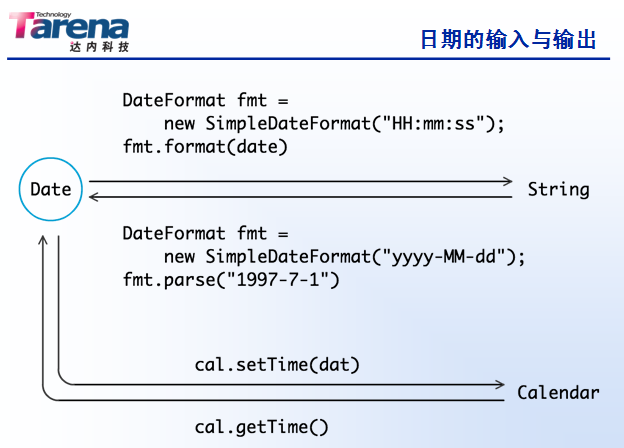 Technology
Tarena
达内科技
日期的输入与输出
DateFormat fmt =
new SimpleDateFormat("HH:mm:ss");
fmt.format(date)
Date
String
DateFormat fmt =
new SimpleDateFormat("yyyy-MM-dd");
fmt.parse("1997-7-1")
cal.setTime(dat)
Calendar
cal.getTime()